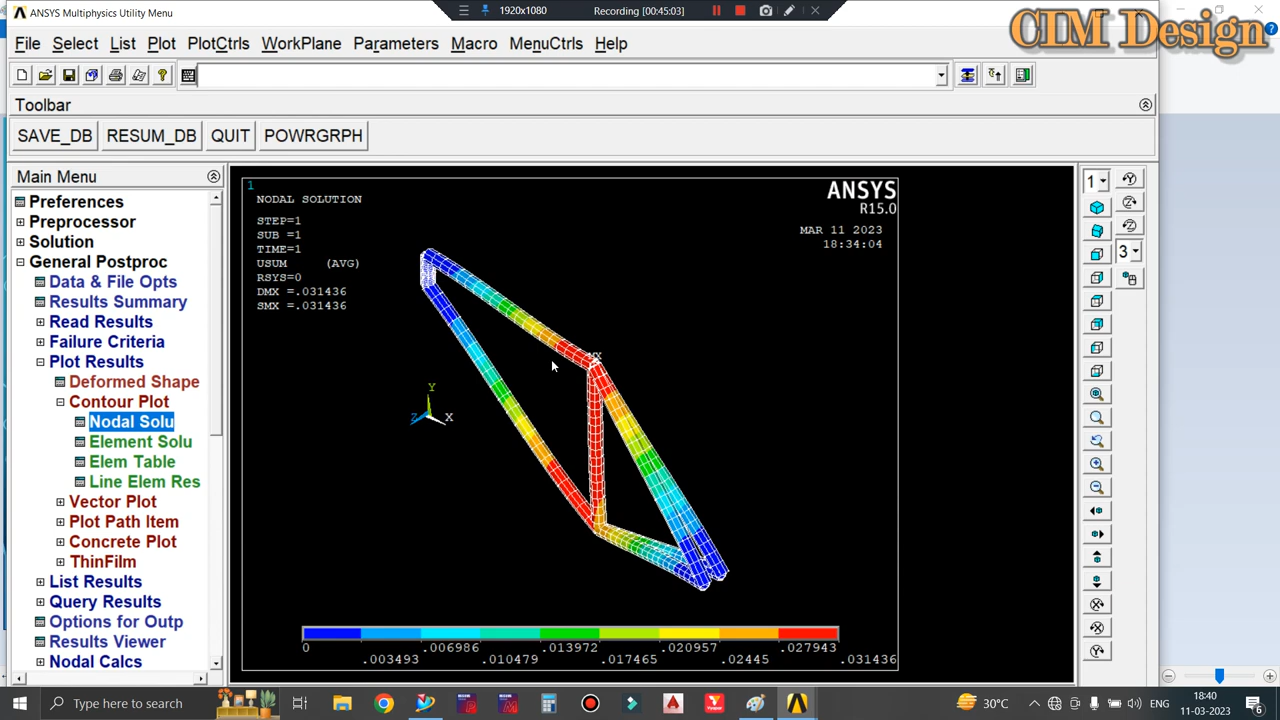 ANSYS Multiphysics Utility Menu
1920x1080
Recording [00:45:03]
CIM Design
File Select List Plot PlotCtrls WorkPlane Parameters Macro MenuCtrls Help
Toolbar
SAVE_DB RESUM_DB QUIT POWRGRPH
Main Menu
Preferences
Preprocessor
Solution
General Postproc
Data & File Opts
Results Summary
Read Results
Failure Criteria
Plot Results
Deformed Shape
Contour Plot
Nodal Solu
Element Solu
Elem Table
Line Elem Res
Vector Plot
Plot Path Item
Concrete Plot
ThinFilm
List Results
Query Results
Options for Outp
Results Viewer
Nodal Calcs
1
NODAL SOLUTION
STEP=1
SUB =1
TIME=1
USUM (AVG)
RSYS=0
DMX =.031436
SMX =.031436
ANSYS
R15.0
MAR 11 2023
18:34:04
MX
Y
Z X
0 .006986 .013972 .020957 .027943
.003493 .010479 .017465 .02445 .031436
1
3
Type here to search
30°C
ENG
18:40
11-03-2023
6